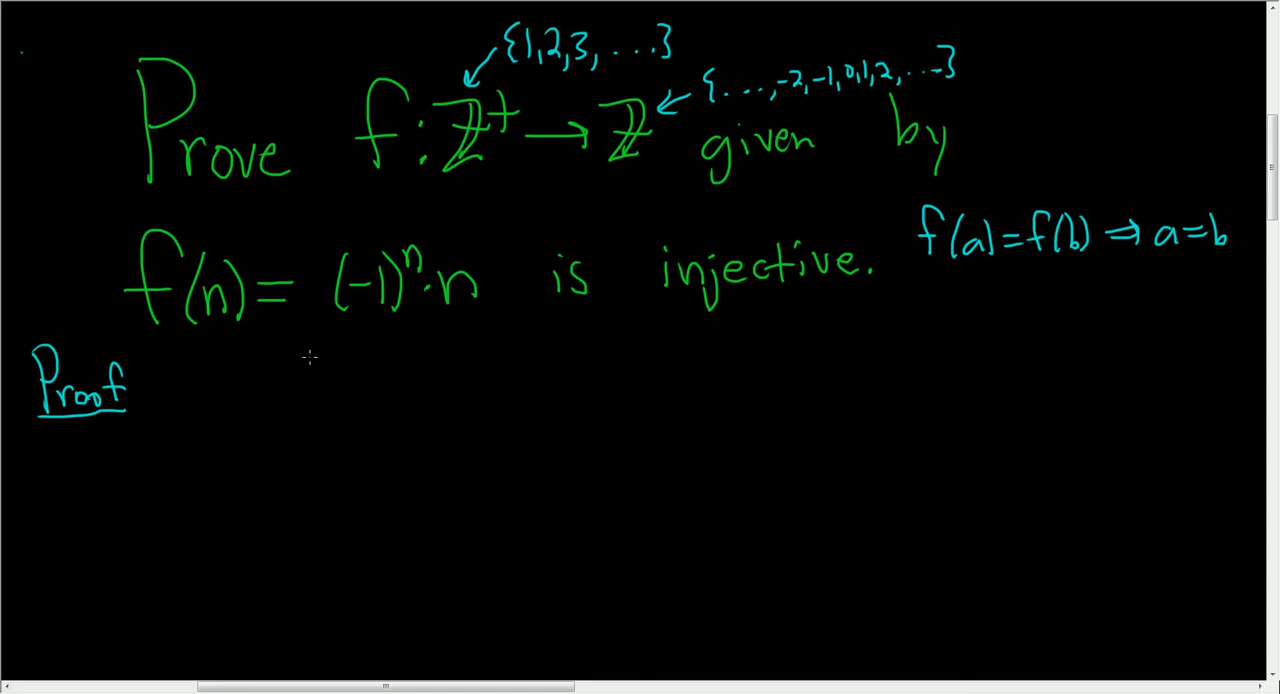 {1,2,3,...}
{...,-2,-1,0,1,2,...}
Prove f:ℤ⁺→ℤ given by
f(a)=f(b)⇒a=b
f(n)=(-1)ⁿ·n is injective.
Proof